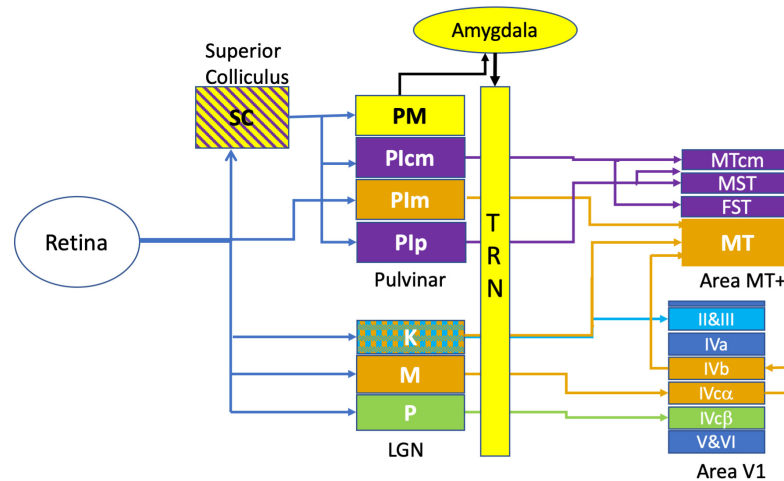 Amygdala
Superior
Colliculus
SC
PM
PIcm
PIm
PIp
Pulvinar
Retina
T
R
N
MTcm
MST
FST
MT
Area MT+
K
M
P
LGN
II&III
IVa
IVb
IVcα
IVcβ
V&VI
Area V1